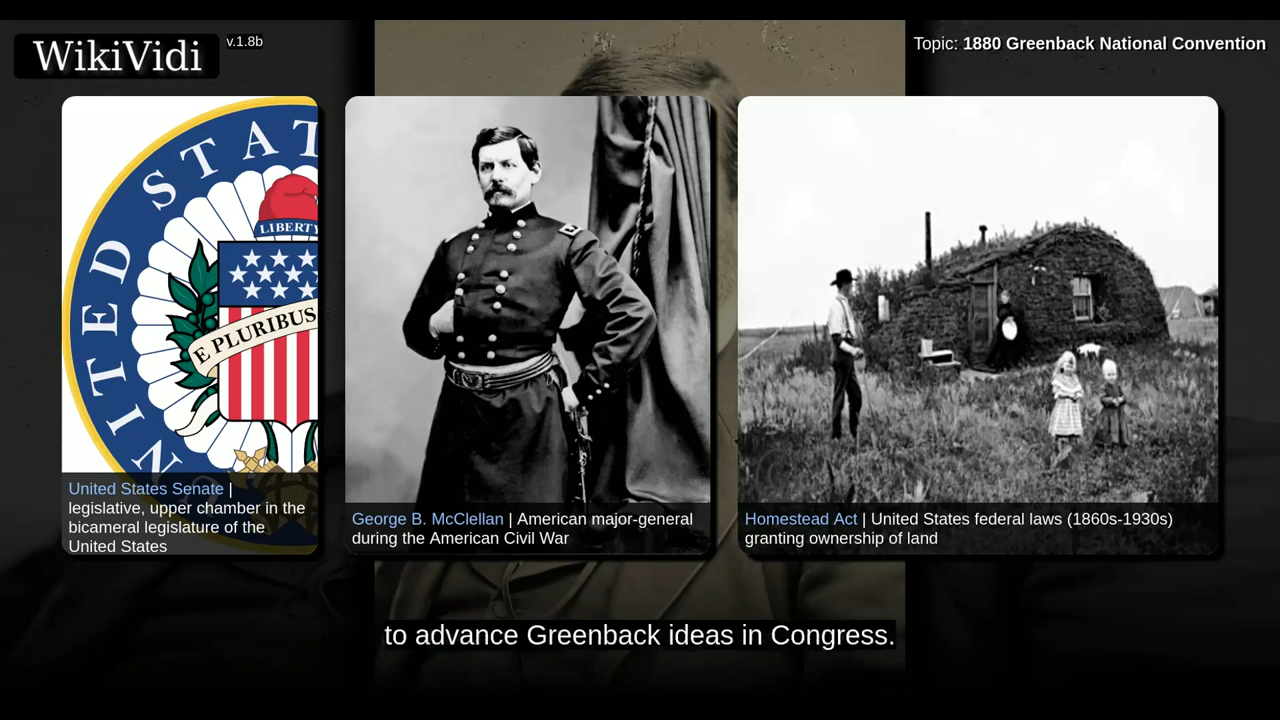 WikiVidi
v.1.8b
Topic: 1880 Greenback National Convention
UNITED STAT
LIBERTY
E PLURIBUS
United States Senate |
legislative, upper chamber in the
bicameral legislature of the
United States
George B. McClellan | American major-general
during the American Civil War
Homestead Act | United States federal laws (1860s-1930s)
granting ownership of land
to advance Greenback ideas in Congress.